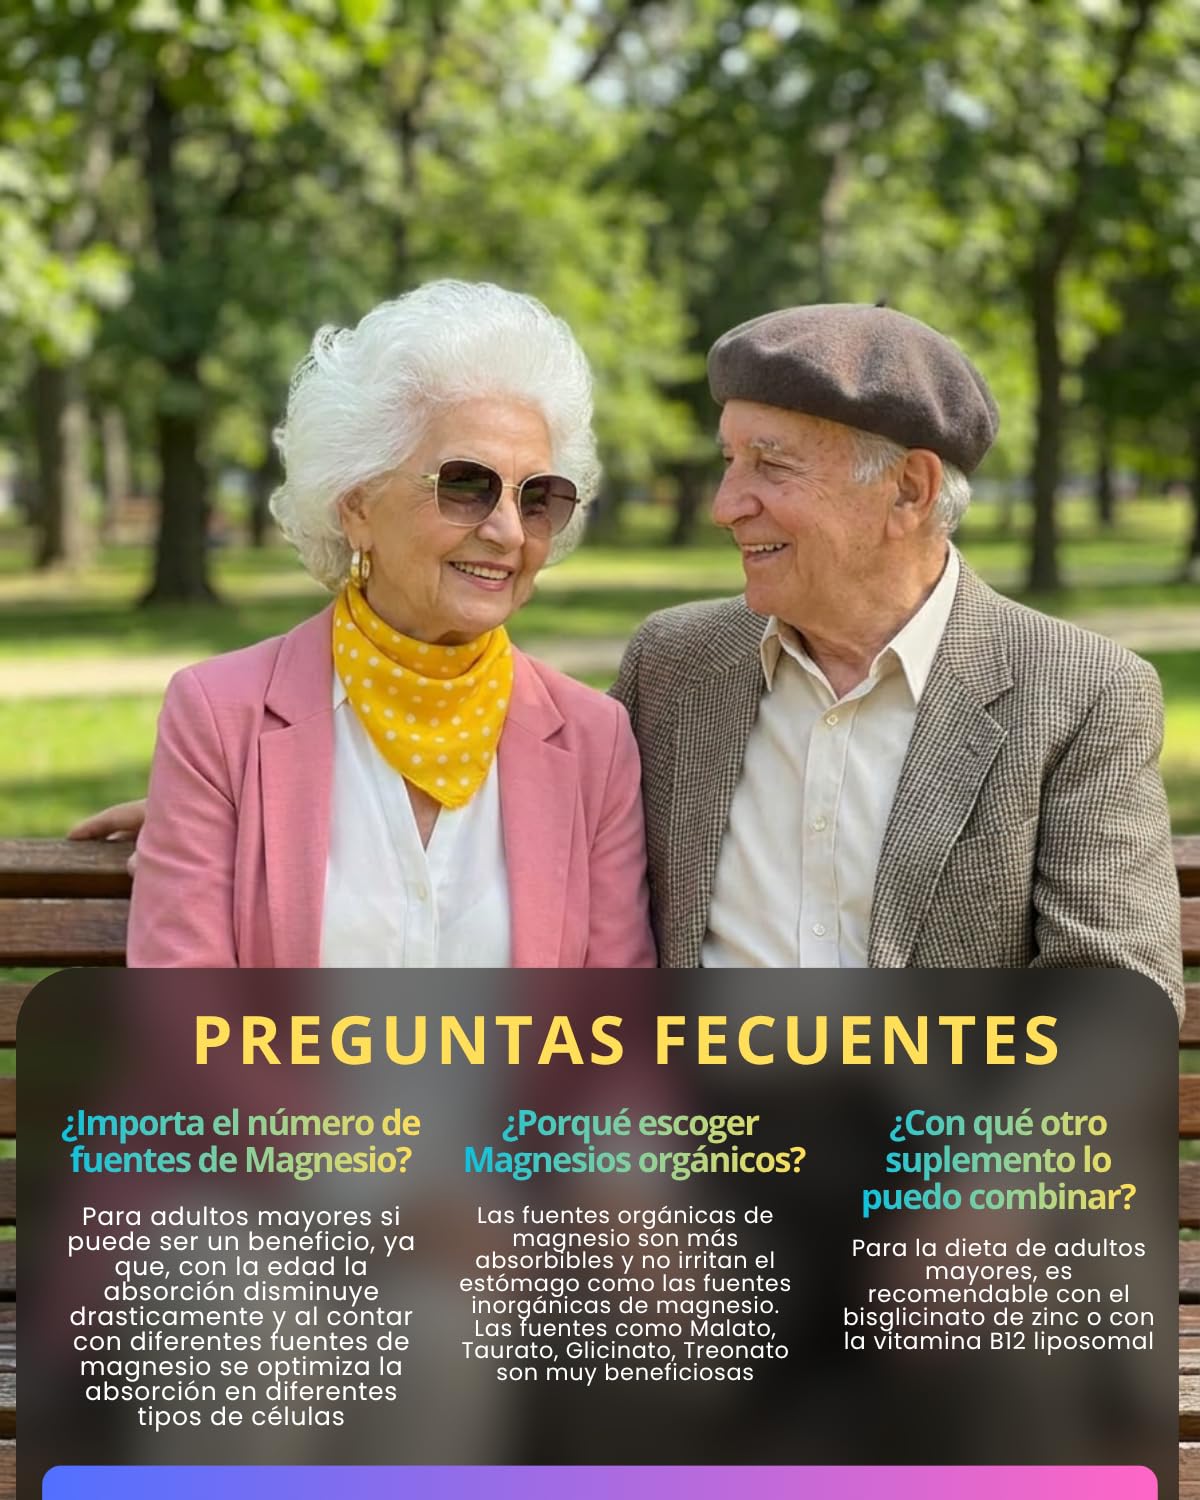 PREGUNTAS FECUENTES
¿Importa el número de
fuentes de Magnesio?
Para adultos mayores si
puede ser un beneficio, ya
que, con la edad la
absorción disminuye
drasticamente y al contar
con diferentes fuentes de
magnesio se optimiza la
absorción en diferentes
tipos de células
¿Porqué escoger
Magnesios orgánicos?
Las fuentes orgánicas de
magnesio son más
absorbibles y no irritan el
estómago como las fuentes
inorgánicas de magnesio.
Las fuentes como Malato,
Taurato, Glicinato, Treonato
son muy beneficiosas
¿Con qué otro
suplemento lo
puedo combinar?
Para la dieta de adultos
mayores, es
recomendable con el
bisglicinato de zinc o con
la vitamina B12 liposomal